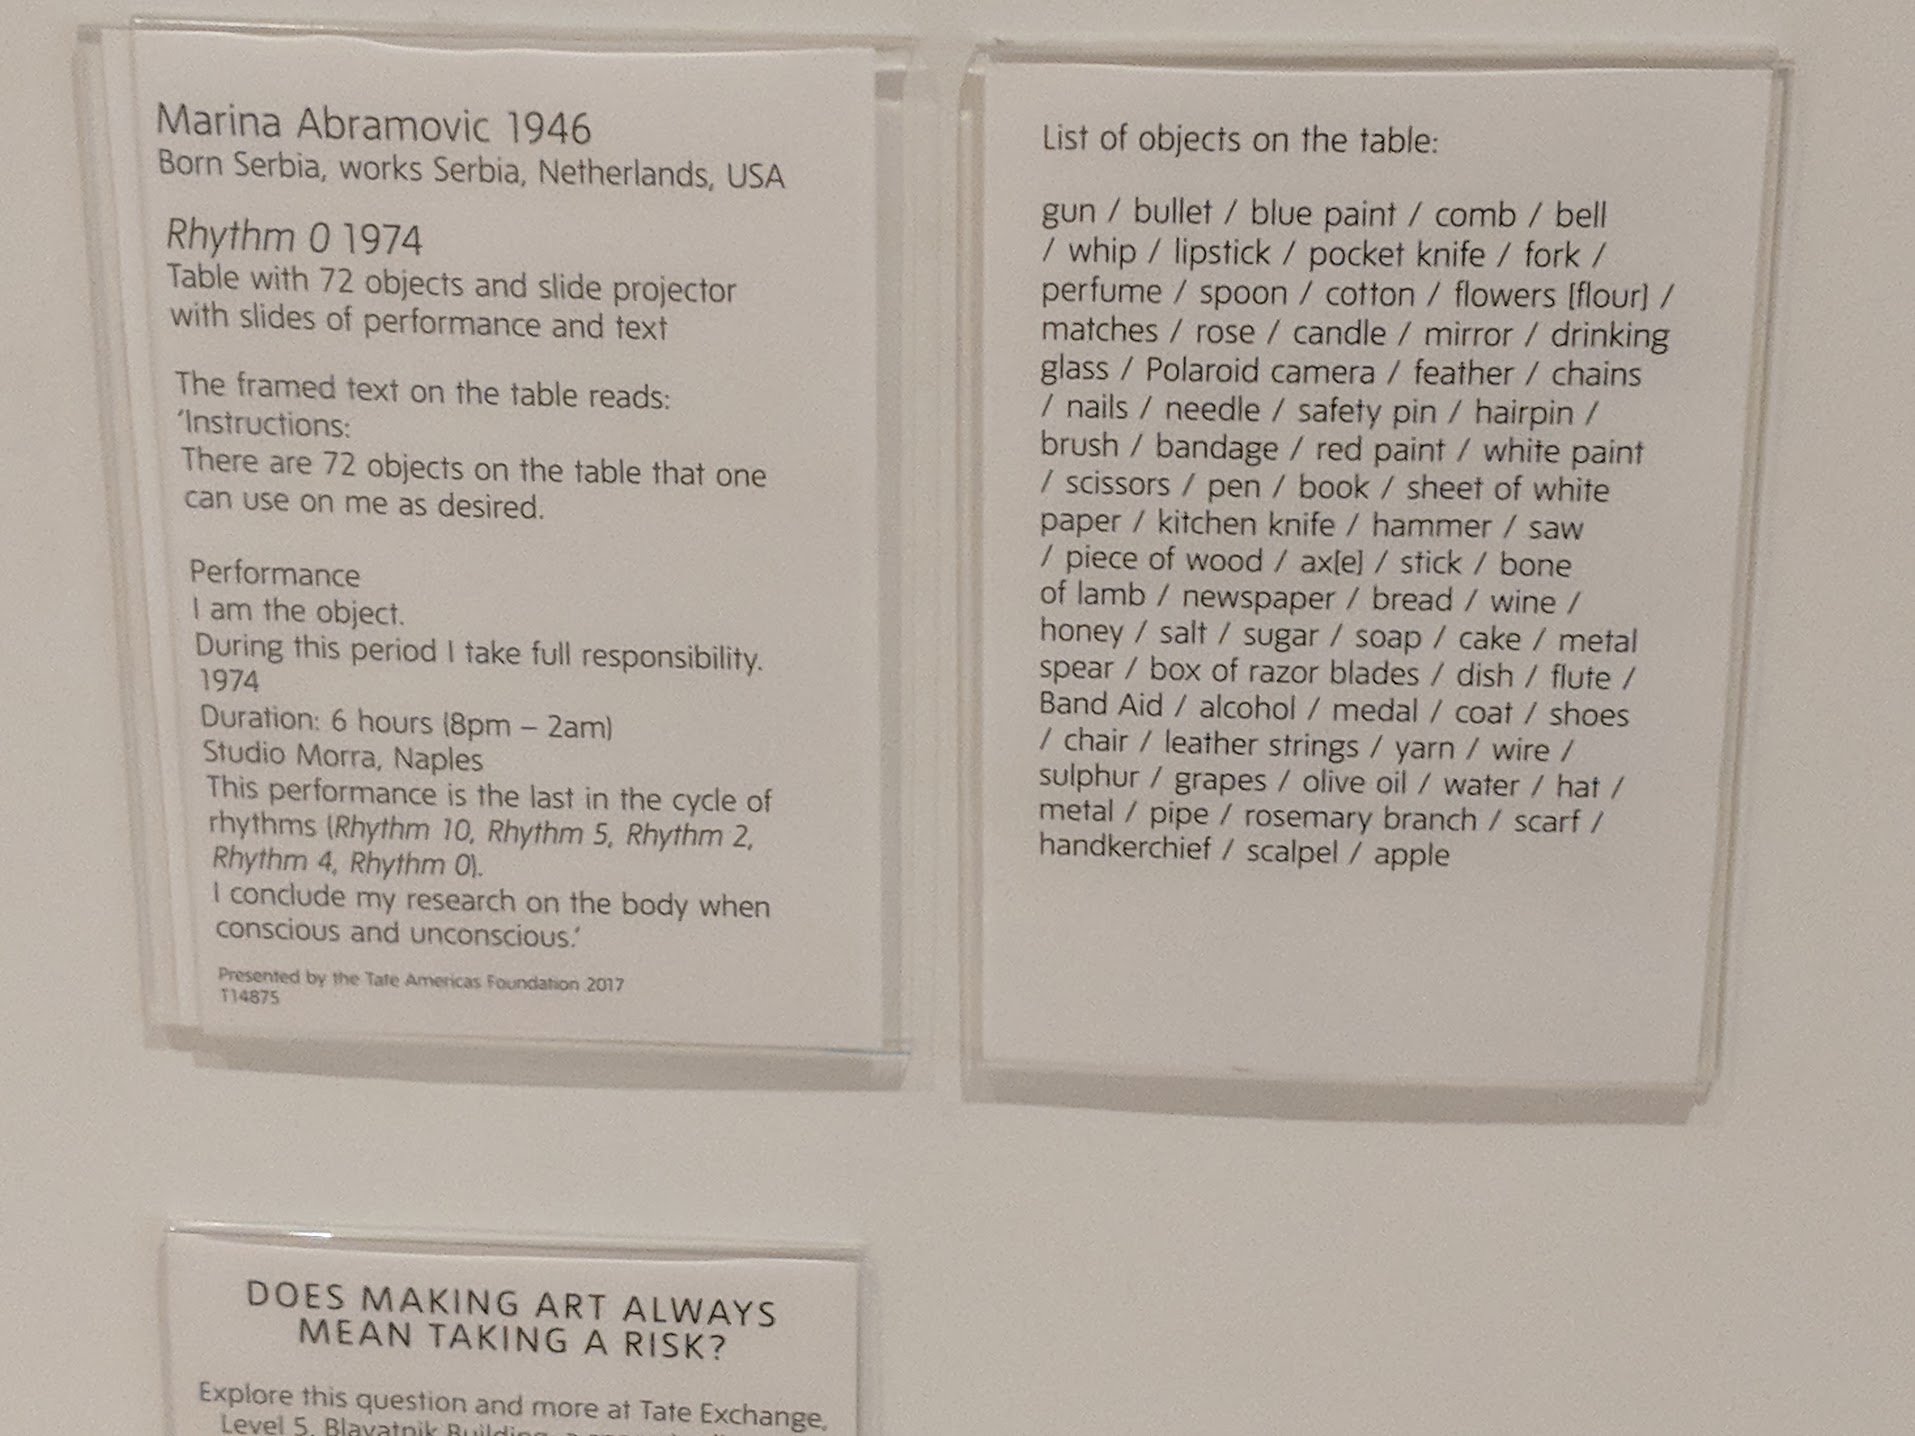 Marina Abramovic 1946
Born Serbia, works Serbia, Netherlands, USA
Rhythm 0 1974
Table with 72 objects and slide projector
with slides of performance and text
The framed text on the table reads:
‘Instructions:
There are 72 objects on the table that one
can use on me as desired.
Performance
I am the object.
During this period I take full responsibility.
1974
Duration: 6 hours (8pm – 2am)
Studio Morra, Naples
This performance is the last in the cycle of
rhythms (Rhythm 10, Rhythm 5, Rhythm 2,
Rhythm 4, Rhythm 0).
I conclude my research on the body when
conscious and unconscious.’
Presented by the Tate Americas Foundation 2017
T14875
List of objects on the table:
gun / bullet / blue paint / comb / bell
/ whip / lipstick / pocket knife / fork /
perfume / spoon / cotton / flowers [flour] /
matches / rose / candle / mirror / drinking
glass / Polaroid camera / feather / chains
/ nails / needle / safety pin / hairpin /
brush / bandage / red paint / white paint
/ scissors / pen / book / sheet of white
paper / kitchen knife / hammer / saw
/ piece of wood / ax[e] / stick / bone
of lamb / newspaper / bread / wine /
honey / salt / sugar / soap / cake / metal
spear / box of razor blades / dish / flute /
Band Aid / alcohol / medal / coat / shoes
/ chair / leather strings / yarn / wire /
sulphur / grapes / olive oil / water / hat /
metal / pipe / rosemary branch / scarf /
handkerchief / scalpel / apple
DOES MAKING ART ALWAYS
MEAN TAKING A RISK?
Explore this question and more at Tate Exchange,
Level 5, Blavatnik Building,